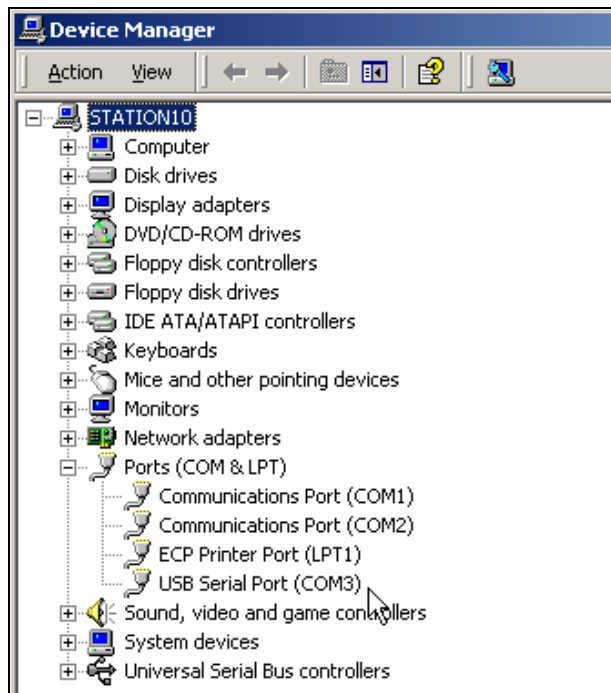 Device Manager
Action View
STATION10
Computer
Disk drives
Display adapters
DVD/CD-ROM drives
Floppy disk controllers
Floppy disk drives
IDE ATA/ATAPI controllers
Keyboards
Mice and other pointing devices
Monitors
Network adapters
Ports (COM & LPT)
Communications Port (COM1)
Communications Port (COM2)
ECP Printer Port (LPT1)
USB Serial Port (COM3)
Sound, video and game controllers
System devices
Universal Serial Bus controllers